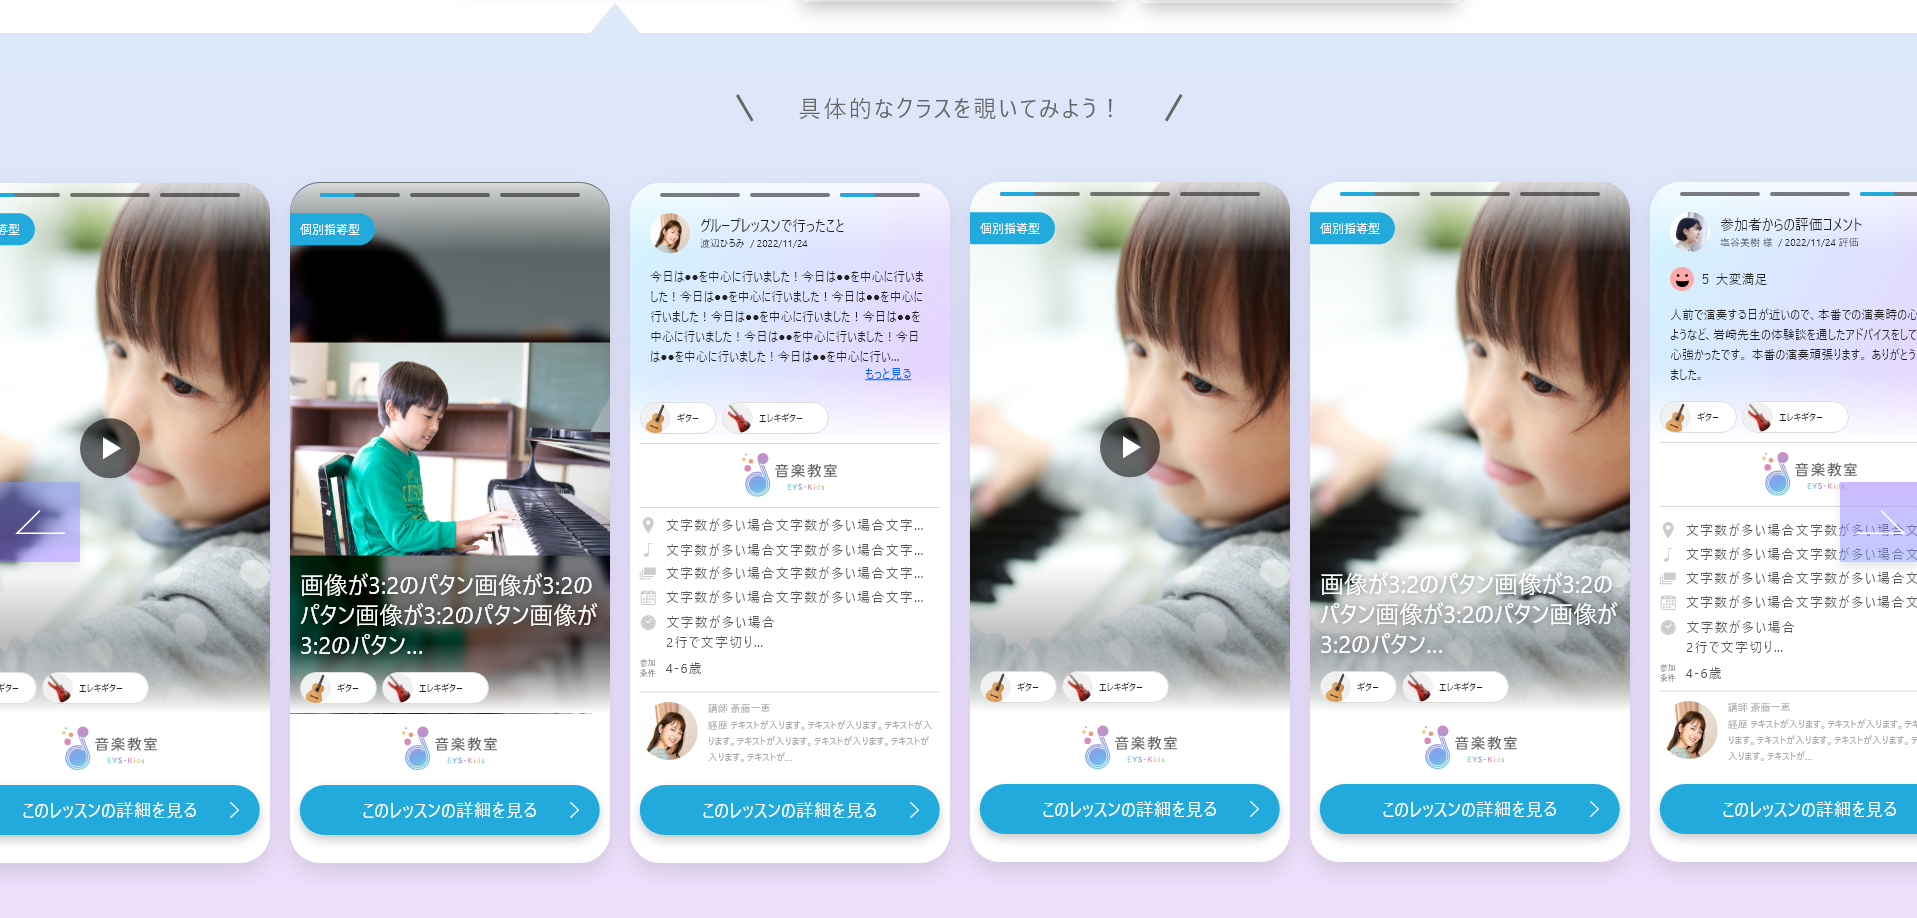 具体的なクラスを覗いてみよう！
導型
ギター
エレキギター
音楽教室
EYS-Kids
このレッスンの詳細を見る
個別指導型
画像が3:2のパタン画像が3:2の
パタン画像が3:2のパタン画像が
3:2のパタン...
ギター
エレキギター
音楽教室
EYS-Kids
このレッスンの詳細を見る
グループレッスンで行ったこと
渡辺ひろみ / 2022/11/24
今日は●●を中心に行いました！今日は●●を中心に行いま
した！今日は●●を中心に行いました！今日は●●を中心に
行いました！今日は●●を中心に行いました！今日は●●を
中心に行いました！今日は●●を中心に行いました！今日
は●●を中心に行いました！今日は●●を中心に行い...
もっと見る
ギター
エレキギター
音楽教室
EYS-Kids
文字数が多い場合文字数が多い場合文字...
文字数が多い場合文字数が多い場合文字...
文字数が多い場合文字数が多い場合文字...
文字数が多い場合文字数が多い場合文字...
文字数が多い場合
2行で文字切り...
参加
条件
4-6歳
講師 斎藤一恵
経歴 テキストが入ります。テキストが入ります。テキストが入
ります。テキストが入ります。テキストが入ります。テキストが
入ります。テキストが...
このレッスンの詳細を見る
個別指導型
ギター
エレキギター
音楽教室
EYS-Kids
このレッスンの詳細を見る
個別指導型
画像が3:2のパタン画像が3:2の
パタン画像が3:2のパタン画像が
3:2のパタン...
ギター
エレキギター
音楽教室
EYS-Kids
このレッスンの詳細を見る
参加者からの評価コメント
塩谷美樹 様 / 2022/11/24 評価
5 大変満足
人前で演奏する日が近いので、本番での演奏時の心
ようなど、岩崎先生の体験談を通したアドバイスをして
心強かったです。本番の演奏頑張ります。ありがとう
ました。
ギター
エレキギター
音楽教室
EYS-Kids
文字数が多い場合文字数が多い場合文
文字数が多い場合文字数が多い場合文
文字数が多い場合文字数が多い場合文
文字数が多い場合文字数が多い場合文
文字数が多い場合
2行で文字切り...
参加
条件
4-6歳
講師 斎藤一恵
経歴 テキストが入ります。テキストが入ります。テキ
ります。テキストが入ります。テキストが入ります。テ
入ります。テキストが...
このレッスンの詳細を見る